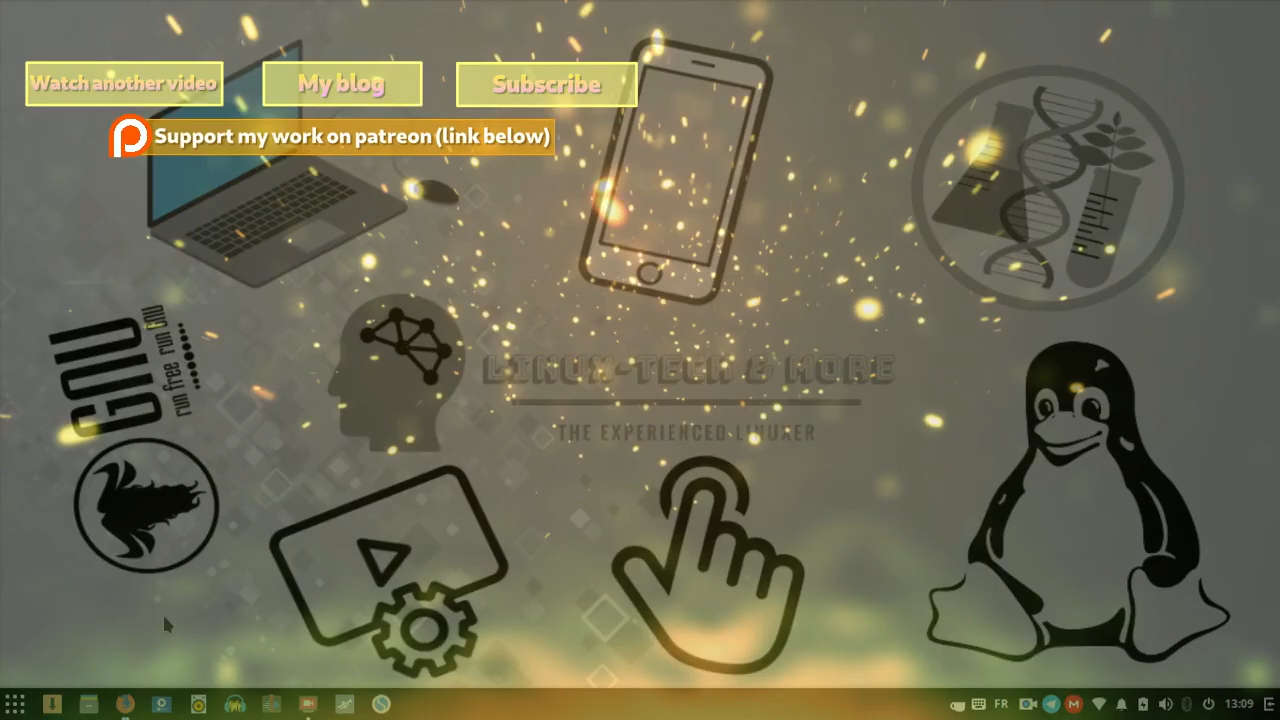 Watch another video
My blog
Subscribe
Support my work on patreon (link below)
GNU
run free run GNU
LINUX-TECH & MORE
THE EXPERIENCED LINUXER
FR
13:09